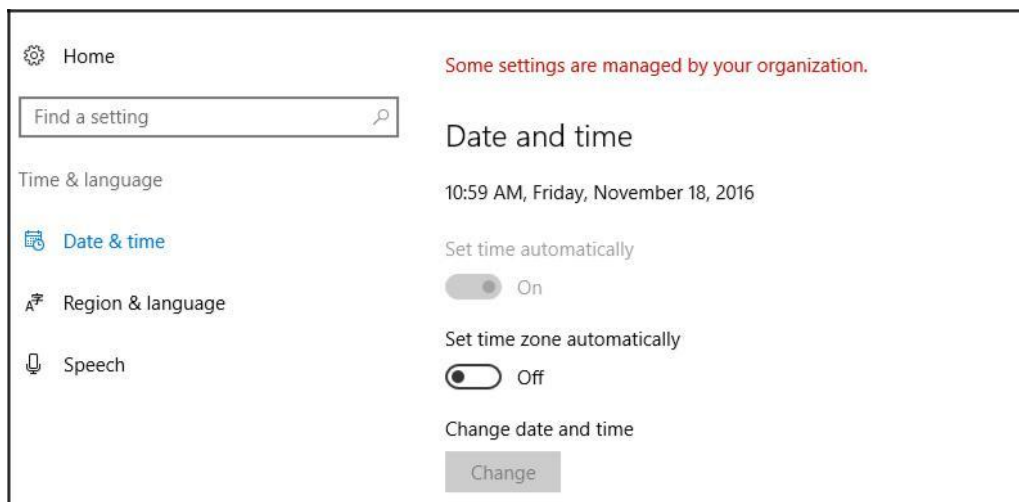 Home
Find a setting
Time & language
Date & time
Region & language
Speech
Some settings are managed by your organization.
Date and time
10:59 AM, Friday, November 18, 2016
Set time automatically
On
Set time zone automatically
Off
Change date and time
Change